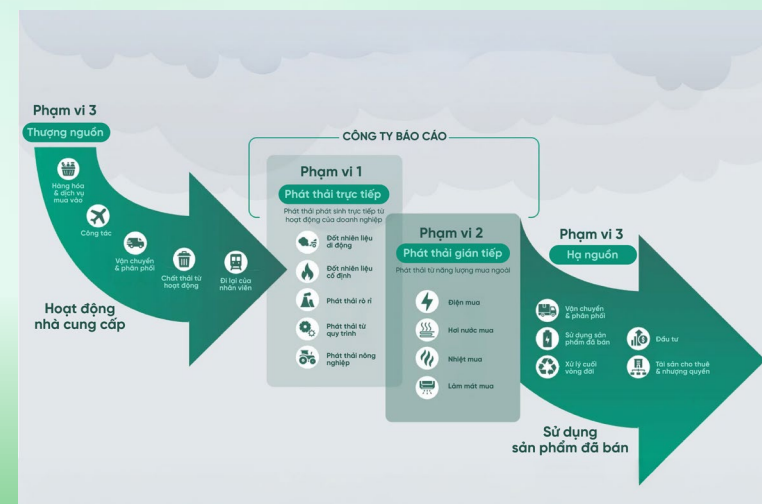 Phạm vi 3
Thượng nguồn
Hàng hóa
& dịch vụ
mua vào
Công tác
Vận chuyển
& phân phối
Chất thải từ
hoạt động
Đi lại của
nhân viên
Hoạt động
nhà cung cấp
CÔNG TY BÁO CÁO
Phạm vi 1
Phát thải trực tiếp
Phát thải phát sinh trực tiếp từ
hoạt động của doanh nghiệp
Đốt nhiên liệu
di động
Đốt nhiên liệu
cố định
Phát thải rò rỉ
Phát thải từ
quy trình
Phát thải nông
nghiệp
Phạm vi 2
Phát thải gián tiếp
Phát thải từ năng lượng mua ngoài
Điện mua
Hơi nước mua
Nhiệt mua
Làm mát mua
Phạm vi 3
Hạ nguồn
Vận chuyển
& phân phối
Sử dụng sản
phẩm đã bán
Xử lý cuối
vòng đời
Đầu tư
Tài sản cho thuê
& nhượng quyền
Sử dụng
sản phẩm đã bán